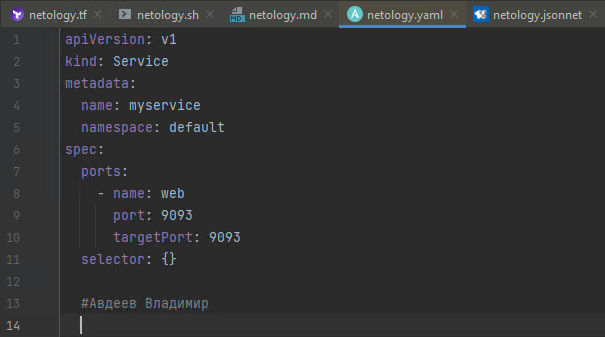 netology.tf netology.sh netology.md netology.yaml netology.jsonnet
1 apiVersion: v1
2 kind: Service
3 metadata:
4   name: myservice
5   namespace: default
6 spec:
7   ports:
8     - name: web
9       port: 9093
10       targetPort: 9093
11   selector: {}
12
13   #Авдеев Владимир
14